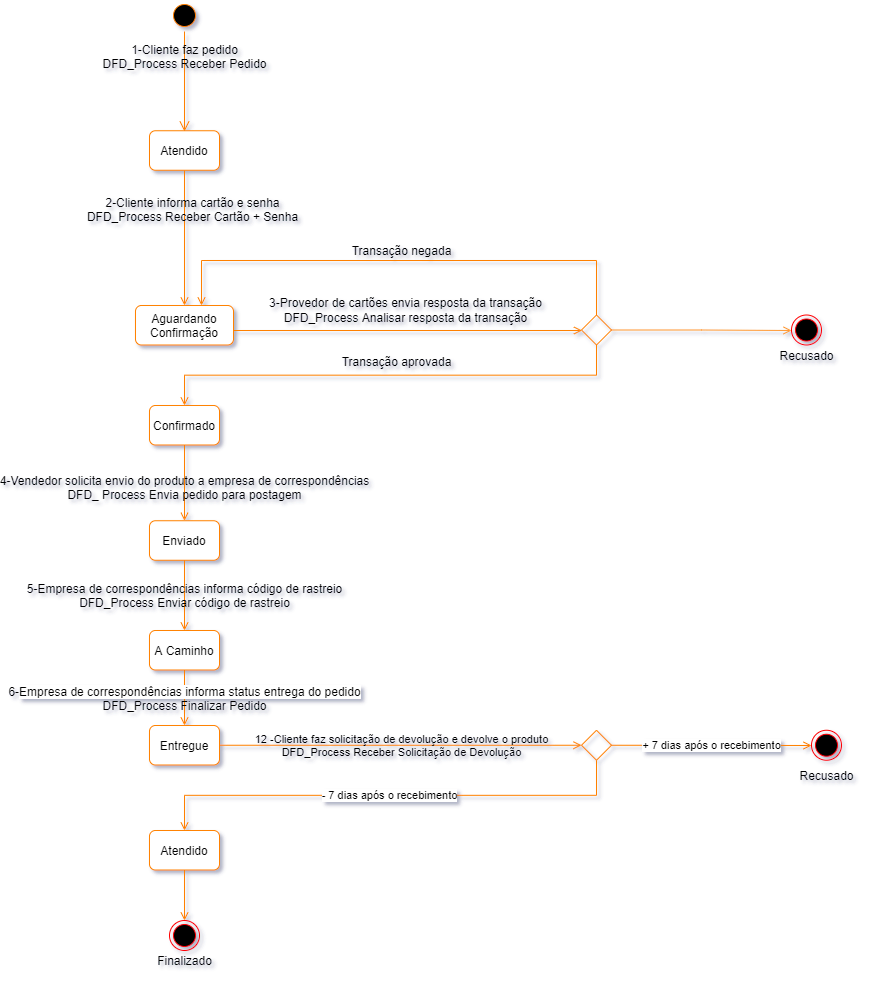 1-Cliente faz pedido
DFD_Process Receber Pedido
Atendido
2-Cliente informa cartão e senha
DFD_Process Receber Cartão + Senha
Transação negada
Aguardando
Confirmação
3-Provedor de cartões envia resposta da transação
DFD_Process Analisar resposta da transação
Recusado
Transação aprovada
Confirmado
4-Vendedor solicita envio do produto a empresa de correspondências
DFD_ Process Envia pedido para postagem
Enviado
5-Empresa de correspondências informa código de rastreio
DFD_Process Enviar código de rastreio
A Caminho
6-Empresa de correspondências informa status entrega do pedido
DFD_Process Finalizar Pedido
Entregue
12 -Cliente faz solicitação de devolução e devolve o produto
DFD_Process Receber Solicitação de Devolução
+ 7 dias após o recebimento
Recusado
- 7 dias após o recebimento
Atendido
Finalizado